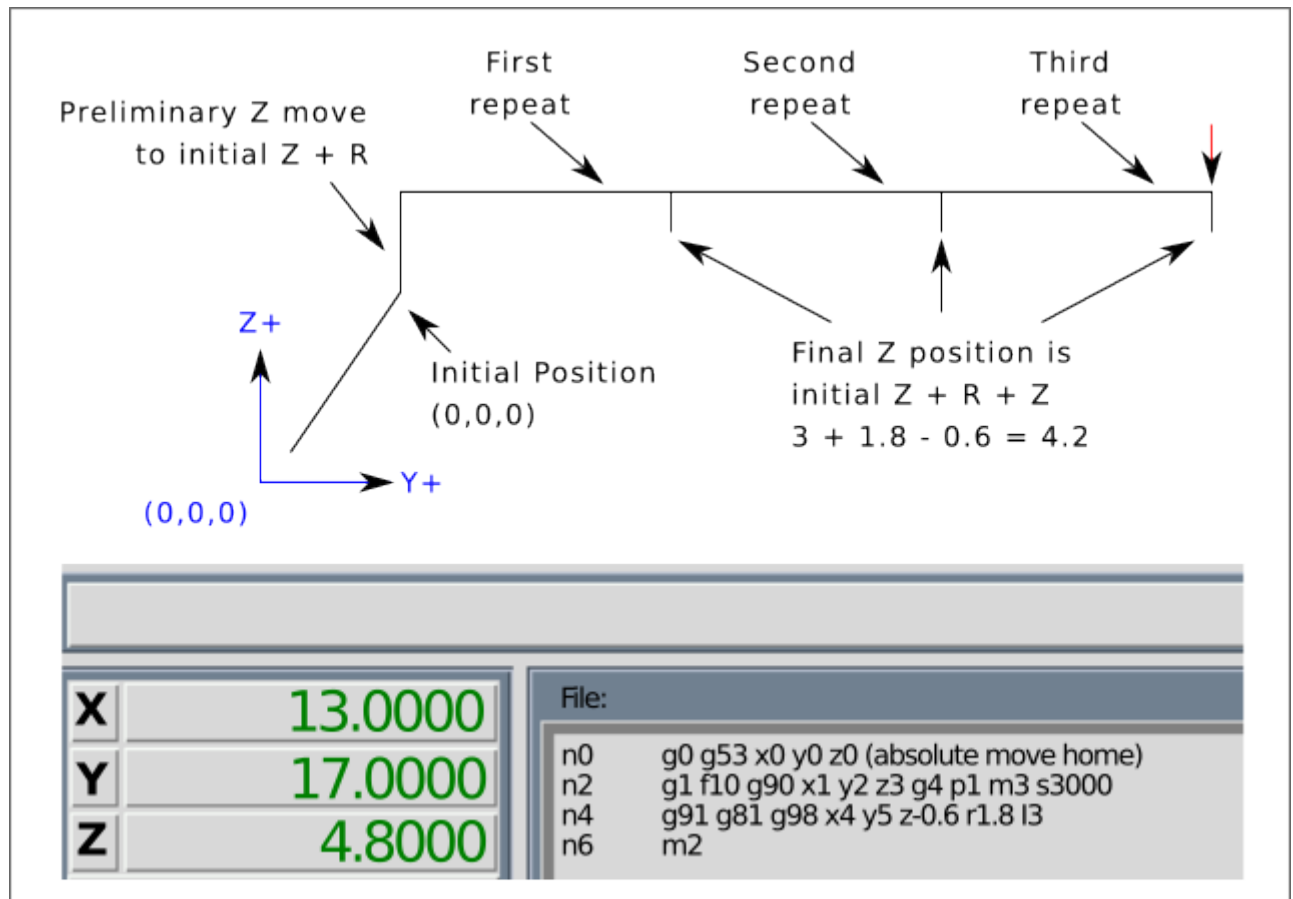 First
repeat
Second
repeat
Third
repeat
Preliminary Z move
to initial Z + R
Z+
Initial Position
(0,0,0)
Final Z position is
initial Z + R + Z
3 + 1.8 - 0.6 = 4.2
Y+
(0,0,0)
X 13.0000
Y 17.0000
Z 4.8000
File:
n0 g0 g53 x0 y0 z0 (absolute move home)
n2 g1 f10 g90 x1 y2 z3 g4 p1 m3 s3000
n4 g91 g81 g98 x4 y5 z-0.6 r1.8 l3
n6 m2